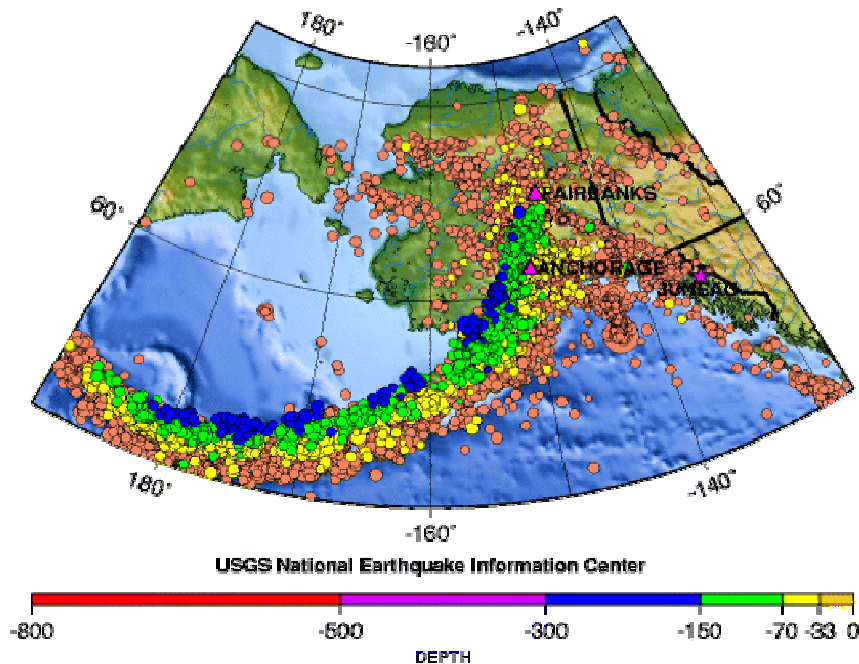 180°
-160°
-140°
60°
60°
FAIRBANKS
ANCHORAGE
JUNEAU
180°
-160°
-140°
USGS National Earthquake Information Center
-800 -500 -300 -150 -70 -33 0
DEPTH